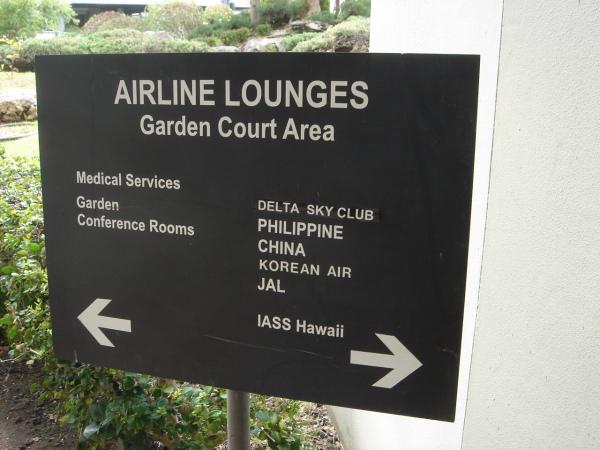 AIRLINE LOUNGES
Garden Court Area
Medical Services
Garden
Conference Rooms
DELTA SKY CLUB
PHILIPPINE
CHINA
KOREAN AIR
JAL
IASS Hawaii